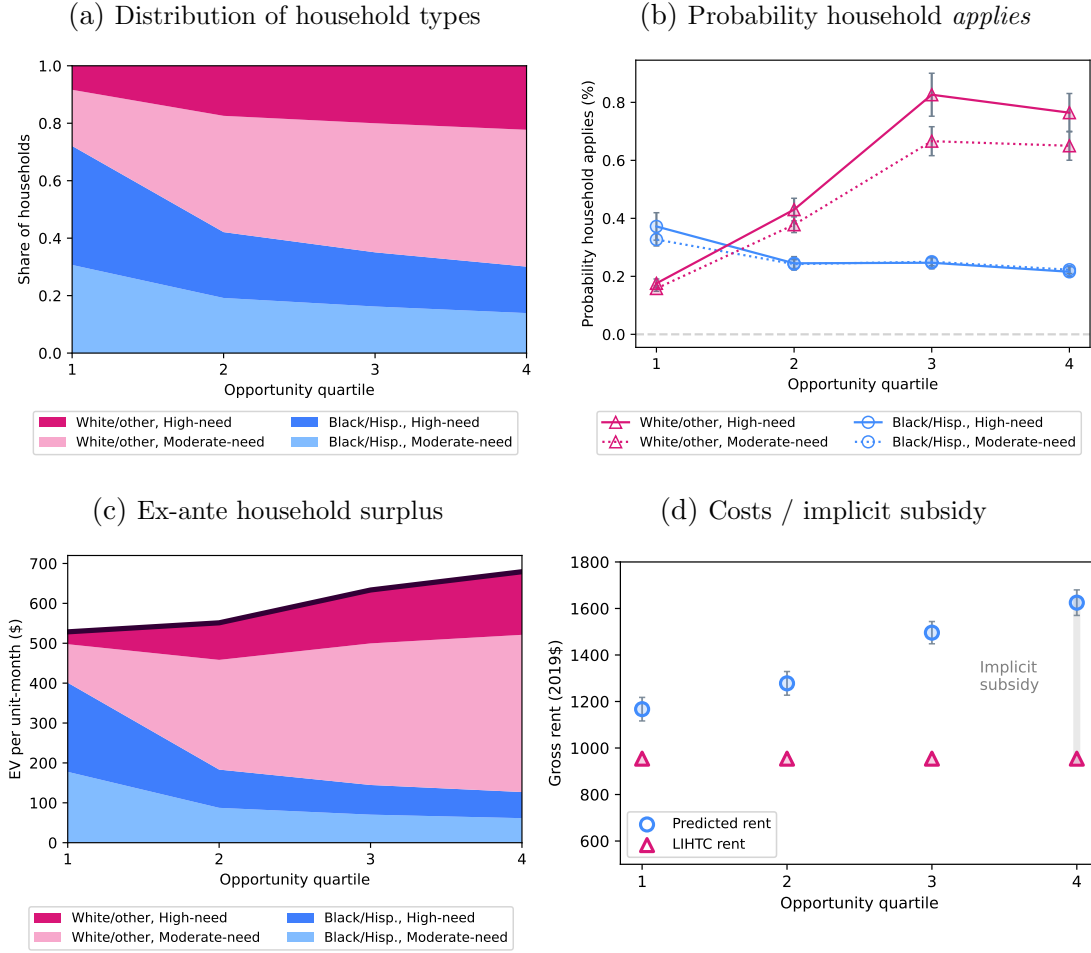 (a) Distribution of household types
Share of households
1.0
0.8
0.6
0.4
0.2
0.0
1 2 3 4
Opportunity quartile
White/other, High-need Black/Hisp., High-need
White/other, Moderate-need Black/Hisp., Moderate-need
(b) Probability household applies
Probability household applies (%)
0.8
0.6
0.4
0.2
0.0
1 2 3 4
Opportunity quartile
White/other, High-need Black/Hisp., High-need
White/other, Moderate-need Black/Hisp., Moderate-need
(c) Ex-ante household surplus
EV per unit-month ($)
700
600
500
400
300
200
100
0
1 2 3 4
Opportunity quartile
White/other, High-need Black/Hisp., High-need
White/other, Moderate-need Black/Hisp., Moderate-need
(d) Costs / implicit subsidy
Gross rent (2019$)
1800
1600
1400
1200
1000
800
600
Implicit
subsidy
Predicted rent
LIHTC rent
1 2 3 4
Opportunity quartile